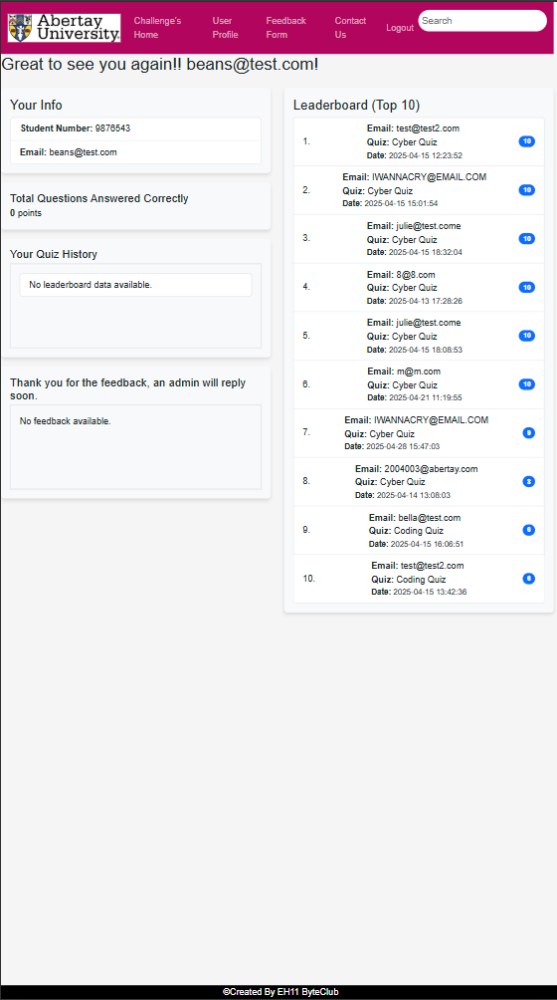 Abertay
University
Challenge's
Home
User
Profile
Feedback
Form
Contact
Us
Logout
Search
Great to see you again!! beans@test.com!
Your Info
Student Number: 9876543
Email: beans@test.com
Total Questions Answered Correctly
0 points
Your Quiz History
No leaderboard data available.
Thank you for the feedback, an admin will reply
soon.
No feedback available.
Leaderboard (Top 10)
1.
Email: test@test2.com
Quiz: Cyber Quiz
Date: 2025-04-15 12:23:52
10
2.
Email: IWANNACRY@EMAIL.COM
Quiz: Cyber Quiz
Date: 2025-04-15 15:01:54
10
3.
Email: julie@test.come
Quiz: Cyber Quiz
Date: 2025-04-15 18:32:04
10
4.
Email: 8@8.com
Quiz: Cyber Quiz
Date: 2025-04-13 17:28:26
10
5.
Email: julie@test.come
Quiz: Cyber Quiz
Date: 2025-04-15 18:08:53
10
6.
Email: m@m.com
Quiz: Cyber Quiz
Date: 2025-04-21 11:19:55
10
7.
Email: IWANNACRY@EMAIL.COM
Quiz: Cyber Quiz
Date: 2025-04-28 15:47:03
8.
Email: 2004003@abertay.com
Quiz: Cyber Quiz
Date: 2025-04-14 13:08:03
9.
Email: bella@test.com
Quiz: Coding Quiz
Date: 2025-04-15 16:06:51
10.
Email: test@test2.com
Quiz: Coding Quiz
Date: 2025-04-15 13:42:36
©Created By EH11 ByteClub